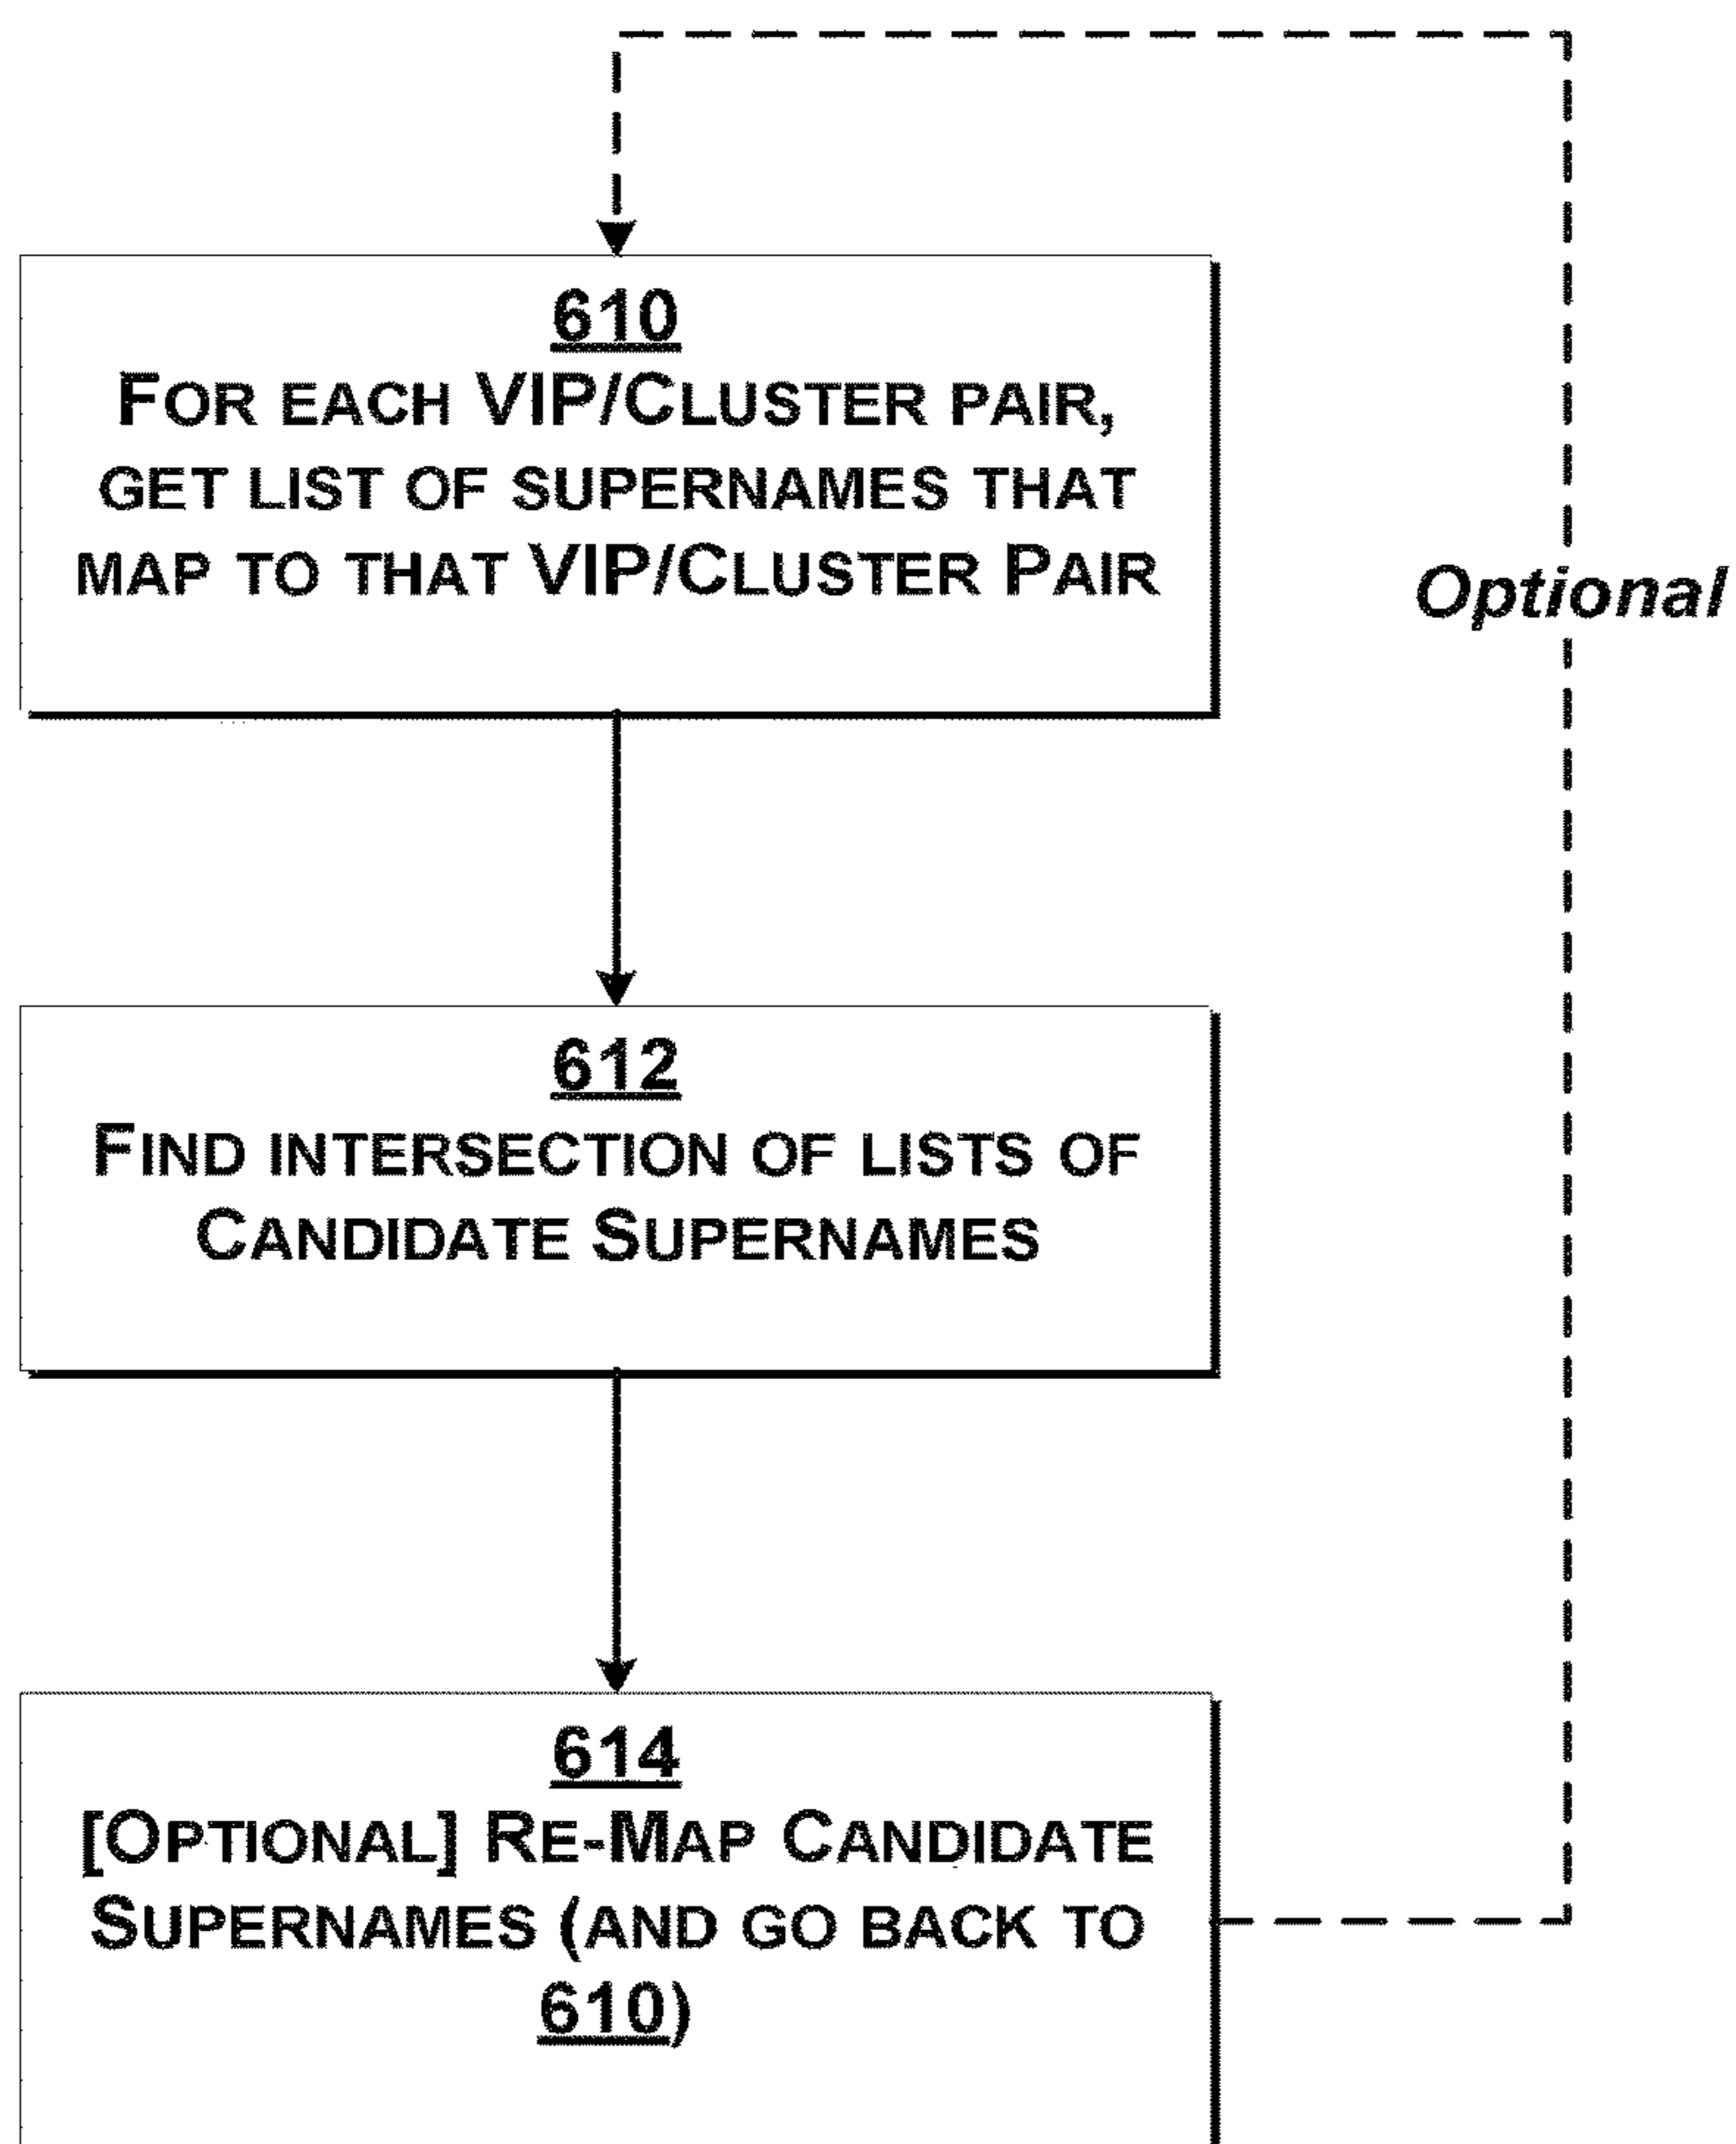 610
FOR EACH VIP/CLUSTER PAIR,
GET LIST OF SUPERNAMES THAT
MAP TO THAT VIP/CLUSTER PAIR
Optional
612
FIND INTERSECTION OF LISTS OF
CANDIDATE SUPERNAMES
614
[OPTIONAL] RE-MAP CANDIDATE
SUPERNAMES (AND GO BACK TO
610)